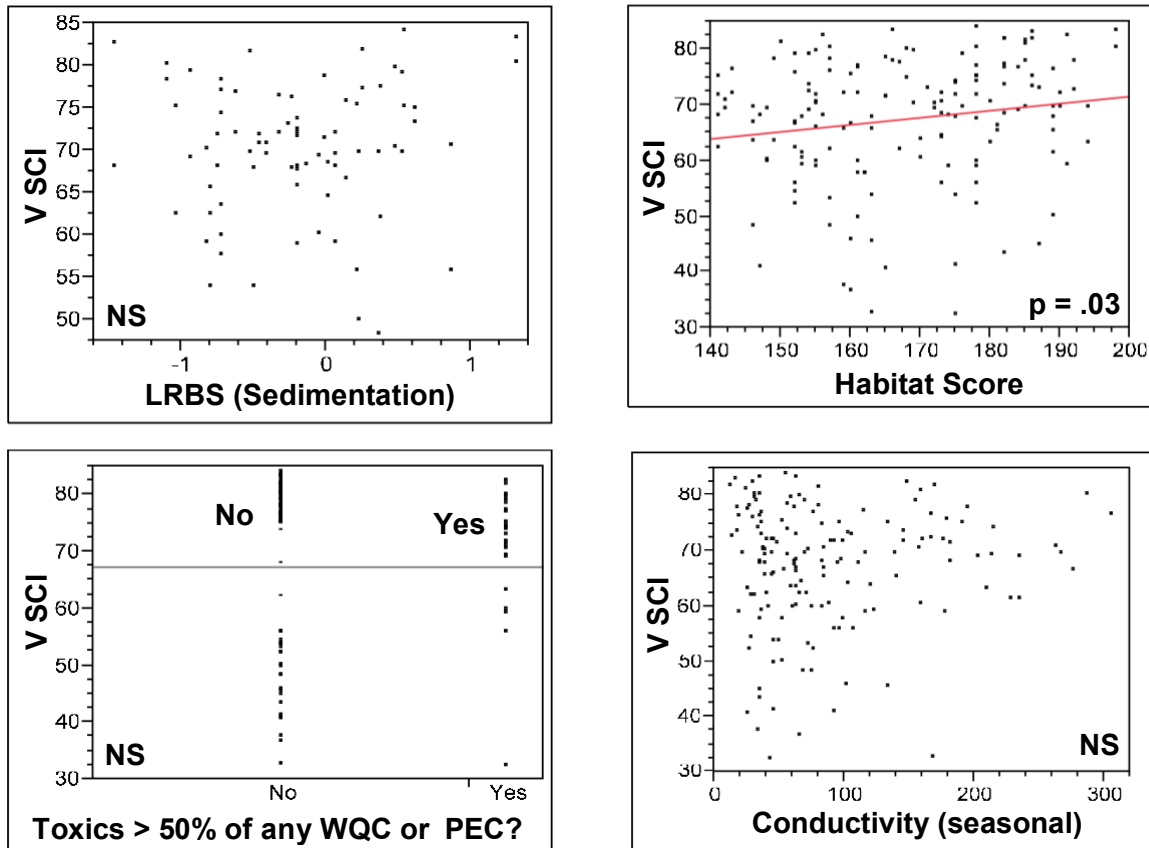 85
80
75
70
65
60
55
50
V SCI
NS
-1
0
1
LRBS (Sedimentation)
80
70
60
50
40
30
V SCI
p = .03
140
150
160
170
180
190
200
Habitat Score
80
70
60
50
40
30
V SCI
No
Yes
NS
No
Yes
Toxics > 50% of any WQC or PEC?
80
70
60
50
40
30
V SCI
NS
0
100
200
300
Conductivity (seasonal)